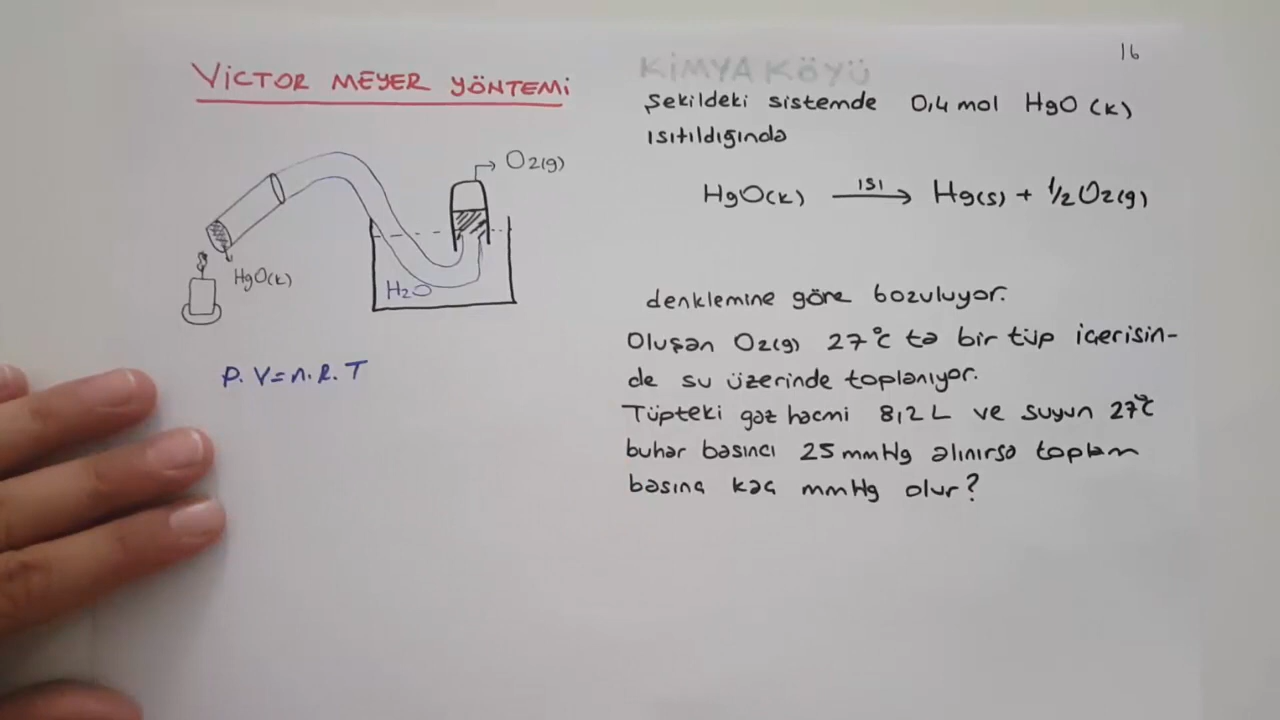 16
VİCTOR MEYER YÖNTEMİ
KİMYA KÖYÜ
Şekildeki sistemde 0,4 mol HgO (k)
ısıtıldığında
HgO(k) ısı → Hg(s) + 1/2 O2(g)
denklemine göre bozuluyor.
Oluşan O2(g) 27°C ta bir tüp içerisin-
de su üzerinde toplanıyor.
Tüpteki gaz hacmi 8,2 L ve suyun 27°C
buhar basıncı 25 mmHg alınırsa toplam
basınç kaç mmHg olur?
O2(g)
HgO(k)
H2O
P. V = n. R. T